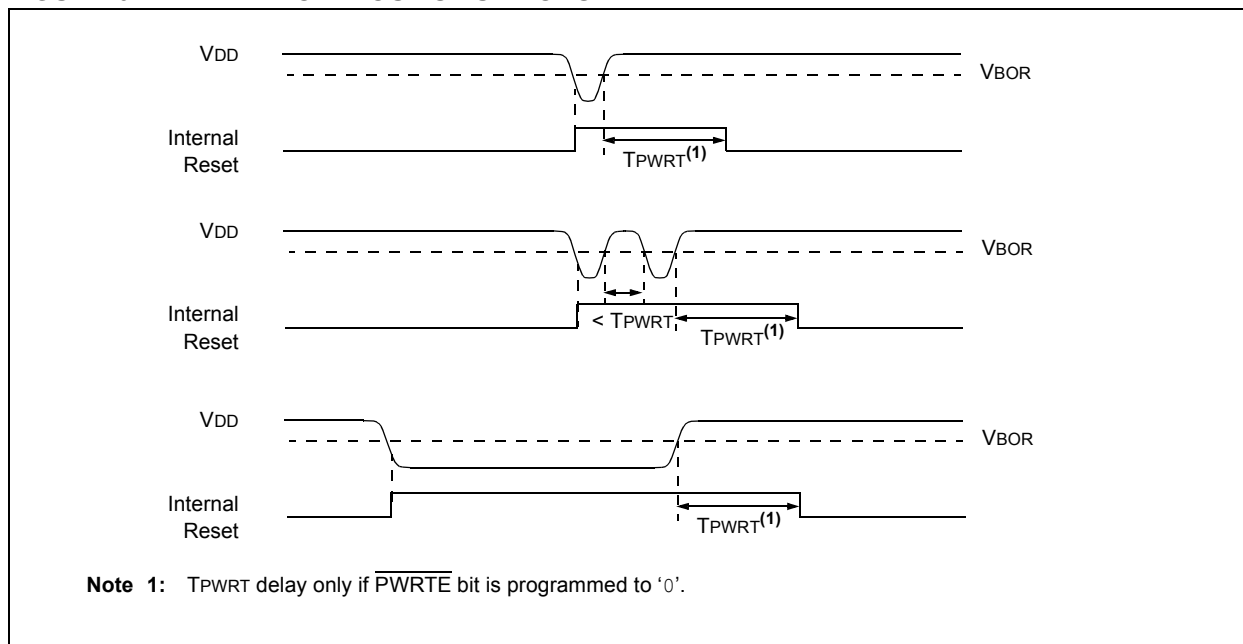 VDD
VBOR
Internal
Reset
TPWRT(1)
VDD
VBOR
Internal
Reset
< TPWRT
TPWRT(1)
VDD
VBOR
Internal
Reset
TPWRT(1)
Note 1: TPWRT delay only if PWRTE bit is programmed to ‘0’.